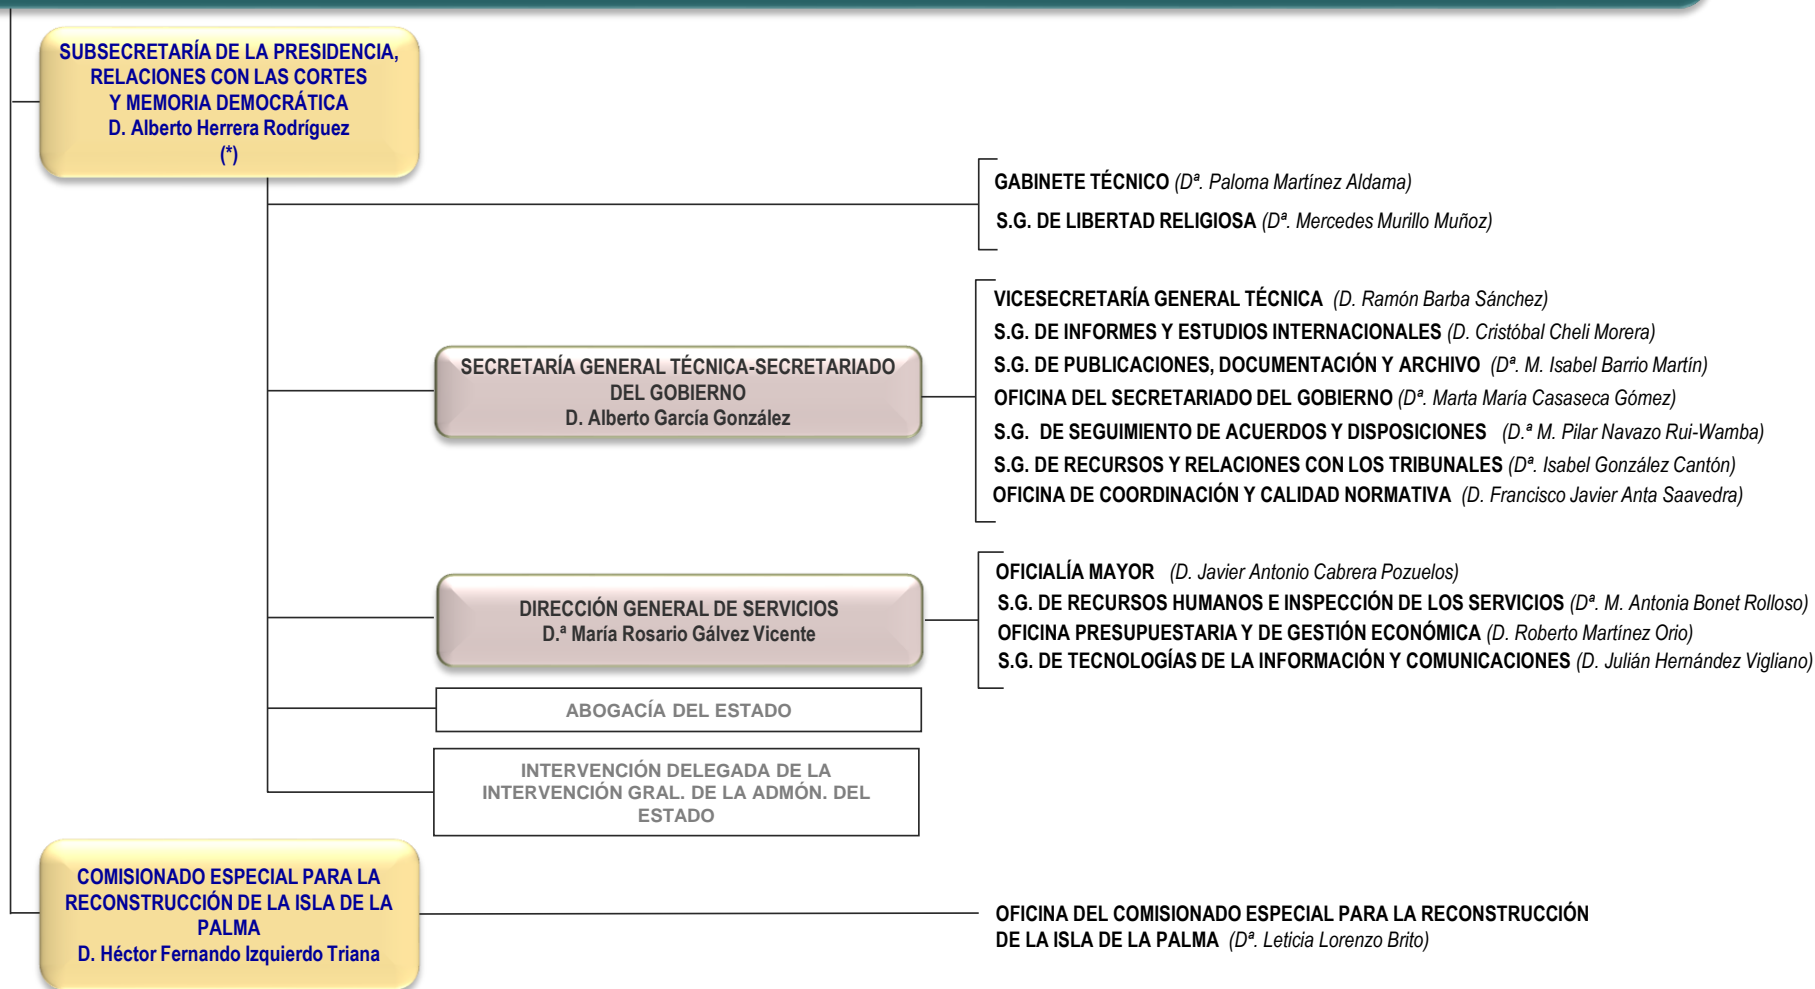 SUBSECRETARÍA DE LA PRESIDENCIA,
RELACIONES CON LAS CORTES
Y MEMORIA DEMOCRÁTICA
D. Alberto Herrera Rodríguez
(*)
GABINETE TÉCNICO (Dª. Paloma Martínez Aldama)
S.G. DE LIBERTAD RELIGIOSA (Dª. Mercedes Murillo Muñoz)
SECRETARÍA GENERAL TÉCNICA-SECRETARIADO
DEL GOBIERNO
D. Alberto García González
VICESECRETARÍA GENERAL TÉCNICA (D. Ramón Barba Sánchez)
S.G. DE INFORMES Y ESTUDIOS INTERNACIONALES (D. Cristóbal Cheli Morera)
S.G. DE PUBLICACIONES, DOCUMENTACIÓN Y ARCHIVO (Dª. M. Isabel Barrio Martín)
OFICINA DEL SECRETARIADO DEL GOBIERNO (Dª. Marta María Casaseca Gómez)
S.G. DE SEGUIMIENTO DE ACUERDOS Y DISPOSICIONES (D.ª M. Pilar Navazo Rui-Wamba)
S.G. DE RECURSOS Y RELACIONES CON LOS TRIBUNALES (Dª. Isabel González Cantón)
OFICINA DE COORDINACIÓN Y CALIDAD NORMATIVA (D. Francisco Javier Anta Saavedra)
DIRECCIÓN GENERAL DE SERVICIOS
D.ª María Rosario Gálvez Vicente
OFICIALÍA MAYOR (D. Javier Antonio Cabrera Pozuelos)
S.G. DE RECURSOS HUMANOS E INSPECCIÓN DE LOS SERVICIOS (Dª. M. Antonia Bonet Rolloso)
OFICINA PRESUPUESTARIA Y DE GESTIÓN ECONÓMICA (D. Roberto Martínez Orio)
S.G. DE TECNOLOGÍAS DE LA INFORMACIÓN Y COMUNICACIONES (D. Julián Hernández Vigliano)
ABOGACÍA DEL ESTADO
INTERVENCIÓN DELEGADA DE LA
INTERVENCIÓN GRAL. DE LA ADMÓN. DEL
ESTADO
COMISIONADO ESPECIAL PARA LA
RECONSTRUCCIÓN DE LA ISLA DE LA
PALMA
D. Héctor Fernando Izquierdo Triana
OFICINA DEL COMISIONADO ESPECIAL PARA LA RECONSTRUCCIÓN
DE LA ISLA DE LA PALMA (Dª. Leticia Lorenzo Brito)